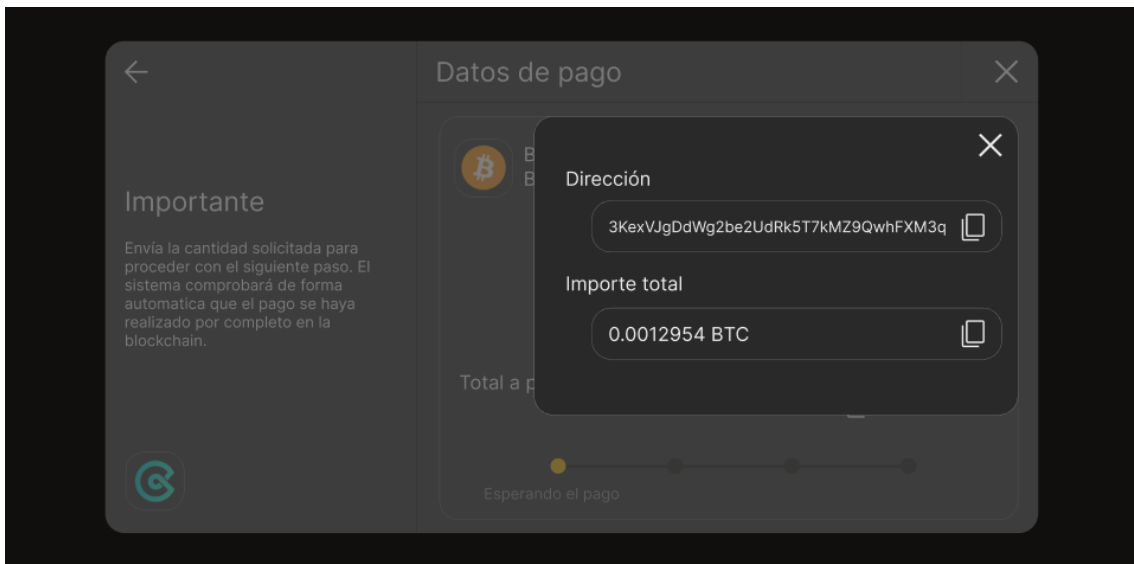 Datos de pago
Importante
Envía la cantidad solicitada para
proceder con el siguiente paso. El
sistema comprobará de forma
automatica que el pago se haya
realizado por completo en la
blockchain.
B
B
Dirección
3KexVJgDdWg2be2UdRk5T7kMZ9QwhFXM3q
Importe total
0.0012954 BTC
Total a p
Esperando el pago